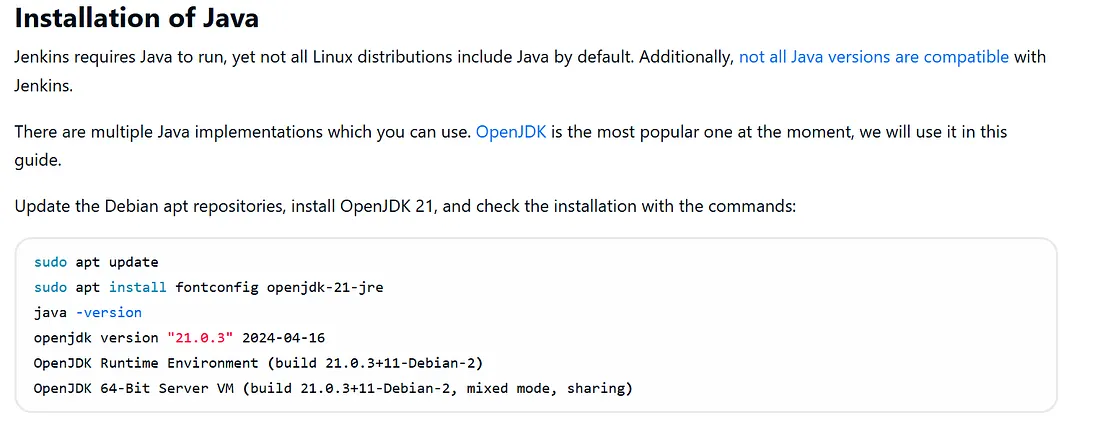 Installation of Java
Jenkins requires Java to run, yet not all Linux distributions include Java by default. Additionally, not all Java versions are compatible with
Jenkins.
There are multiple Java implementations which you can use. OpenJDK is the most popular one at the moment, we will use it in this
guide.
Update the Debian apt repositories, install OpenJDK 21, and check the installation with the commands:
sudo apt update
sudo apt install fontconfig openjdk-21-jre
java -version
openjdk version "21.0.3" 2024-04-16
OpenJDK Runtime Environment (build 21.0.3+11-Debian-2)
OpenJDK 64-Bit Server VM (build 21.0.3+11-Debian-2, mixed mode, sharing)